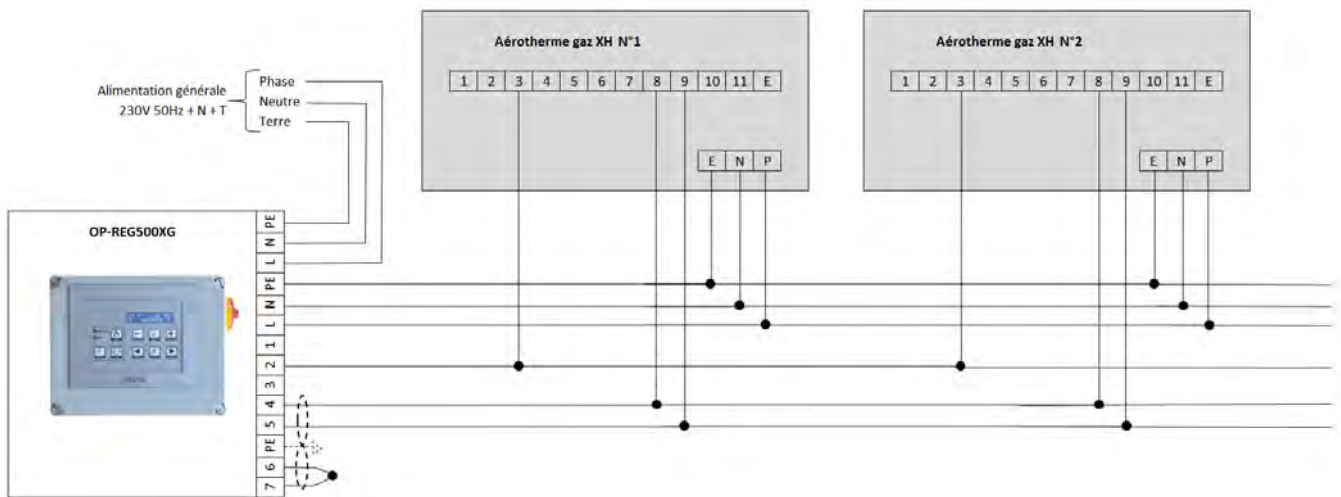 Aérotherme gaz XH N°1
1 2 3 4 5 6 7 8 9 10 11 E
E N P
Aérotherme gaz XH N°2
1 2 3 4 5 6 7 8 9 10 11 E
E N P
Alimentation générale
230V 50Hz + N + T
Phase
Neutre
Terre
OP-REG500XG
PE
N
L
PE
N
L
1
2
3
4
5
PE
6
7